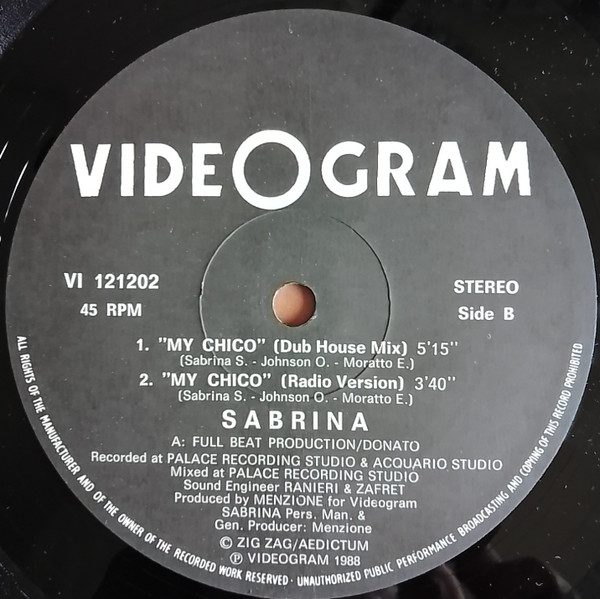 VIDEOGRAM
VI 121202
45 RPM
STEREO
Side B
1. "MY CHICO" (Dub House Mix) 5'15''
(Sabrina S. - Johnson O. - Moratto E.)
2. "MY CHICO" (Radio Version) 3'40''
(Sabrina S. - Johnson O. - Moratto E.)
SABRINA
A: FULL BEAT PRODUCTION/DONATO
Recorded at PALACE RECORDING STUDIO & ACQUARIO STUDIO
Mixed at PALACE RECORDING STUDIO
Sound Engineer RANIERI & ZAFRET
Produced by MENZIONE for Videogram
SABRINA Pers. Man. &
Gen. Producer: Menzione
© ZIG ZAG/AEDICTUM
℗ VIDEOGRAM 1988
ALL RIGHTS OF THE MANUFACTURER AND OF THE OWNER OF THE RECORDED WORK RESERVED · UNAUTHORIZED PUBLIC PERFORMANCE BROADCASTING AND COPYING OF THIS RECORD PROHIBITED